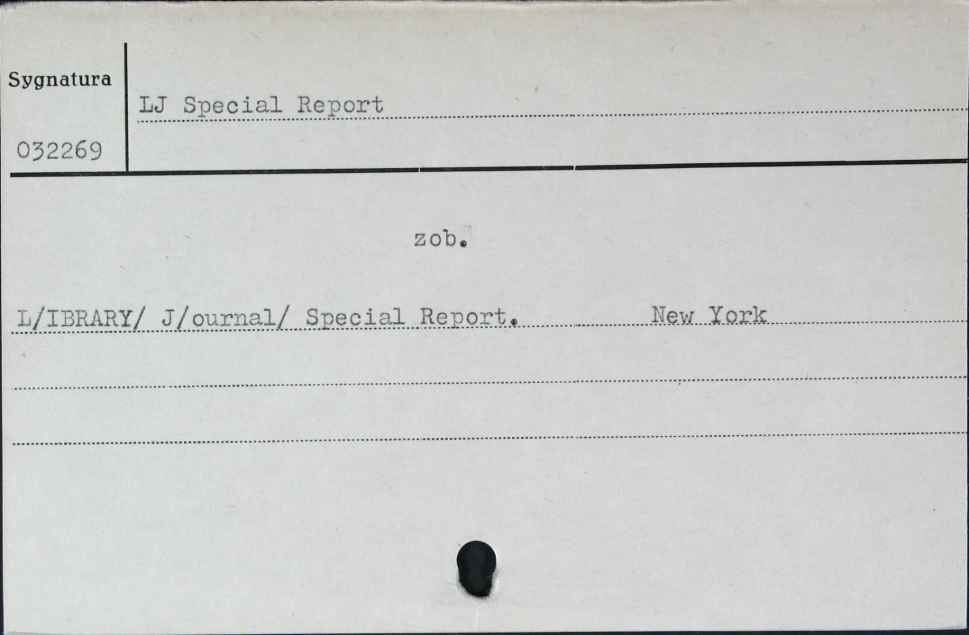 Sygnatura
LJ Special Report
032269
zob.
L/IBRARY/ J/ournal/ Special Report. New York